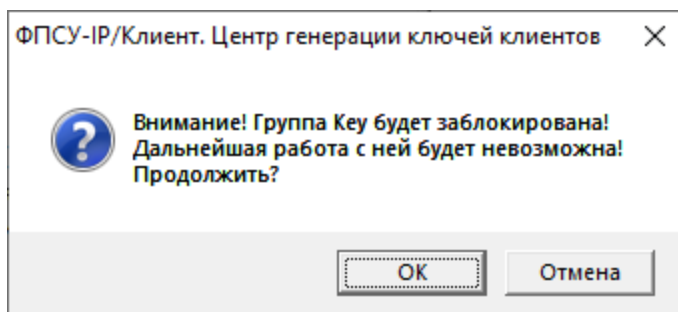 ФПСУ-IP/Клиент. Центр генерации ключей клиентов
Внимание! Группа Key будет заблокирована!
Дальнейшая работа с ней будет невозможна!
Продолжить?
ОК
Отмена